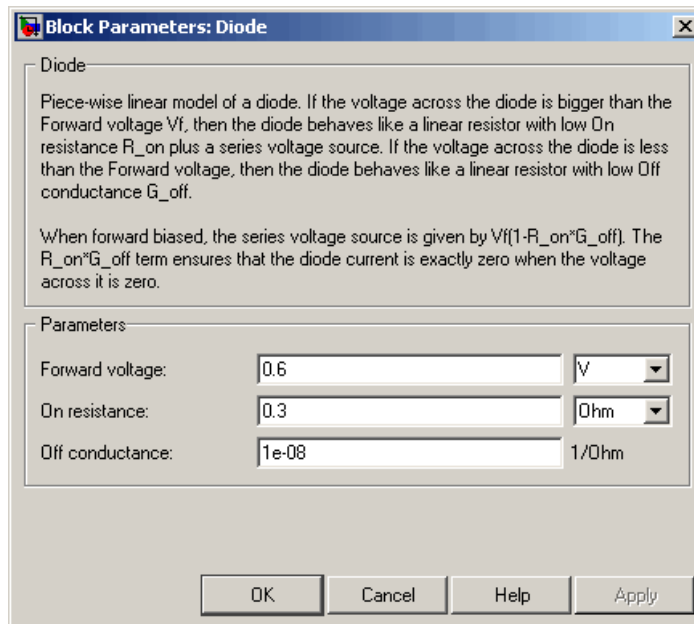 Block Parameters: Diode
Diode
Piece-wise linear model of a diode. If the voltage across the diode is bigger than the
Forward voltage Vf, then the diode behaves like a linear resistor with low On
resistance R_on plus a series voltage source. If the voltage across the diode is less
than the Forward voltage, then the diode behaves like a linear resistor with low Off
conductance G_off.
When forward biased, the series voltage source is given by Vf(1-R_on*G_off). The
R_on*G_off term ensures that the diode current is exactly zero when the voltage
across it is zero.
Parameters
Forward voltage: 0.6 V
On resistance: 0.3 Ohm
Off conductance: 1e-08 1/Ohm
OK Cancel Help Apply